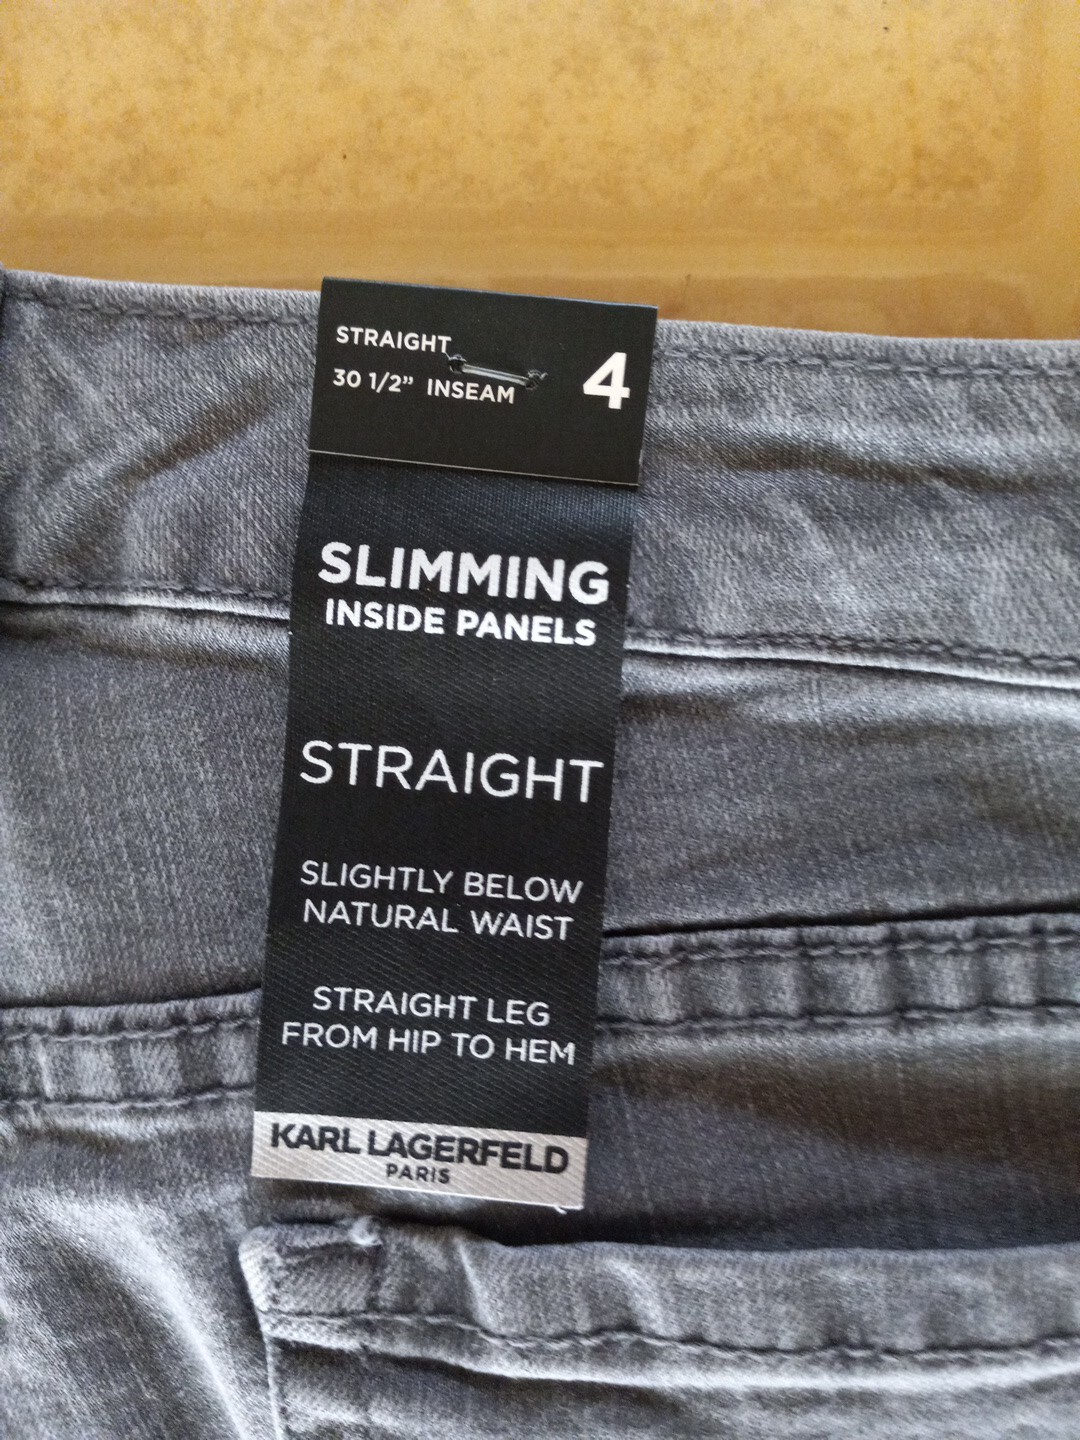 STRAIGHT
30 1/2” INSEAM 4
SLIMMING
INSIDE PANELS
STRAIGHT
SLIGHTLY BELOW
NATURAL WAIST
STRAIGHT LEG
FROM HIP TO HEM
KARL LAGERFELD
PARIS